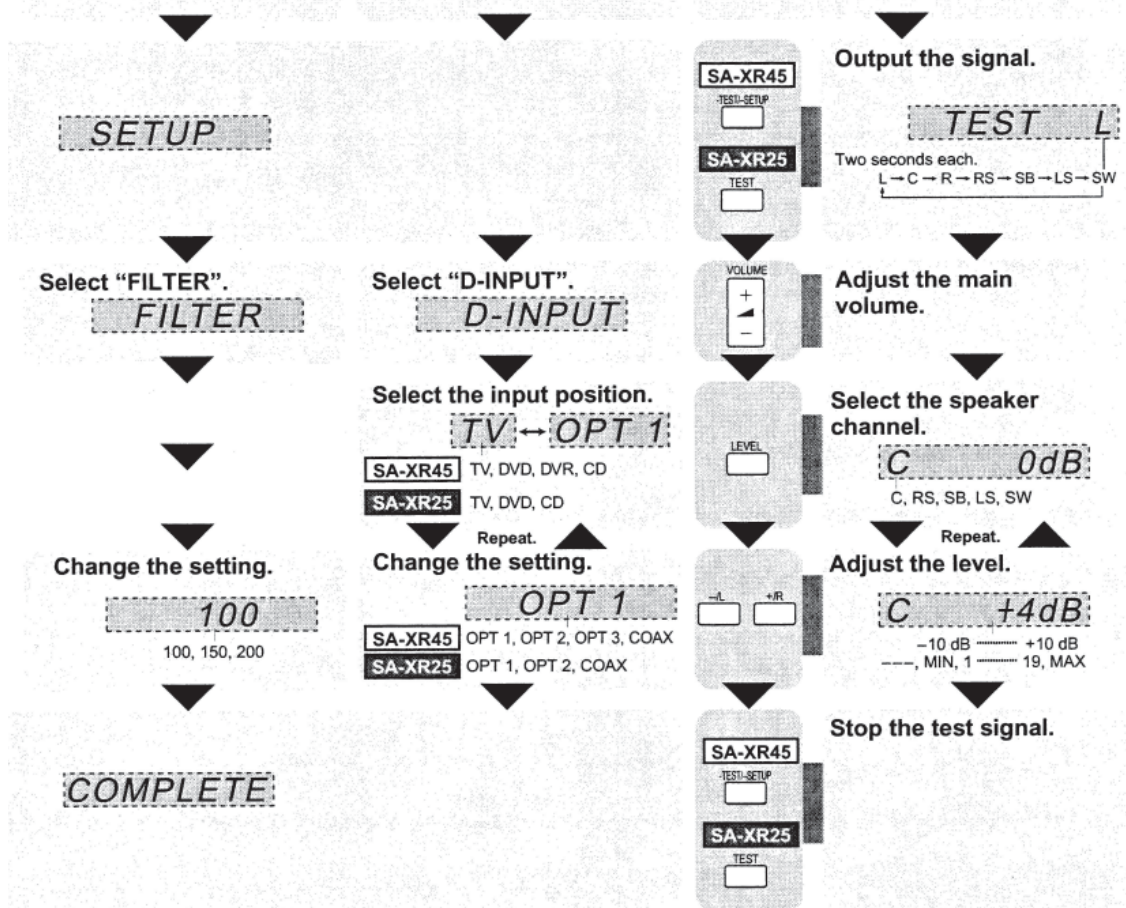 SETUP
Select “FILTER”.
FILTER
Change the setting.
100
100, 150, 200
COMPLETE
Select “D-INPUT”.
D-INPUT
Select the input position.
TV ↔ OPT 1
SA-XR45 TV, DVD, DVR, CD
SA-XR25 TV, DVD, CD
Repeat.
Change the setting.
OPT 1
SA-XR45 OPT 1, OPT 2, OPT 3, COAX
SA-XR25 OPT 1, OPT 2, COAX
SA-XR45
-TEST/-SETUP
SA-XR25
TEST
Output the signal.
TEST L
Two seconds each.
L→C→R→RS→SB→LS→SW
VOLUME
+
−
Adjust the main
volume.
LEVEL
Select the speaker
channel.
C 0dB
C, RS, SB, LS, SW
Repeat.
−/L +/R
Adjust the level.
C +4dB
−10 dB ············ +10 dB
−−−, MIN, 1 ············ 19, MAX
SA-XR45
-TEST/-SETUP
SA-XR25
TEST
Stop the test signal.